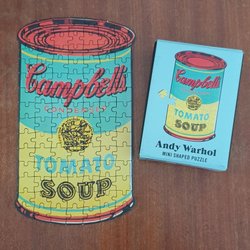 Campbell's
CONDENSED
TOMATO
SOUP
Campbell's
TOMATO
SOUP
Andy Warhol
MINI SHAPED PUZZLE